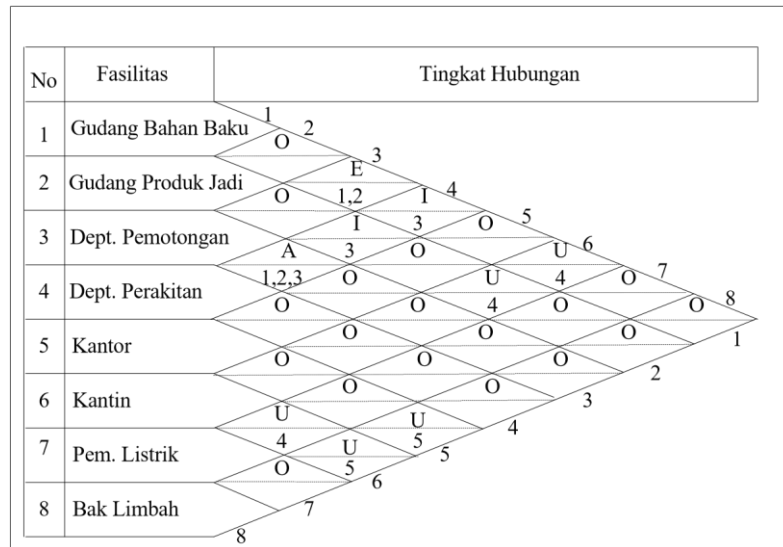 No Fasilitas Tingkat Hubungan
1 Gudang Bahan Baku
2 Gudang Produk Jadi
3 Dept. Pemotongan
4 Dept. Perakitan
5 Kantor
6 Kantin
7 Pem. Listrik
8 Bak Limbah
1 2 3 4 5 6 7 8
O
E
1,2 I
O
I 3 O
A 3 O U
1,2,3 O U 4 O
O O 4 O O
O O O
O O O
O O
U U
4 U 5
O 5
1
2
3
4
5
6
7
8